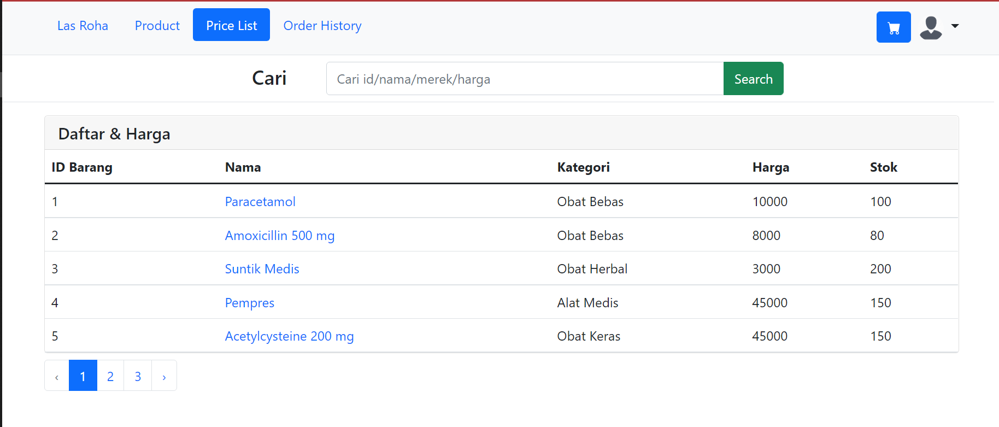 Las Roha Product Price List Order History
Cari Cari id/nama/merek/harga Search
Daftar & Harga
ID Barang Nama Kategori Harga Stok
1 Paracetamol Obat Bebas 10000 100
2 Amoxicillin 500 mg Obat Bebas 8000 80
3 Suntik Medis Obat Herbal 3000 200
4 Pempres Alat Medis 45000 150
5 Acetylcysteine 200 mg Obat Keras 45000 150
‹ 1 2 3 ›